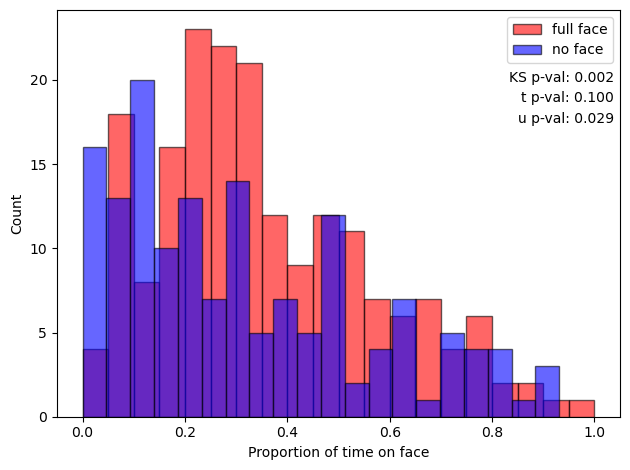 full face
no face
KS p-val: 0.002
t p-val: 0.100
u p-val: 0.029
Count
20
15
10
5
0
0.0 0.2 0.4 0.6 0.8 1.0
Proportion of time on face